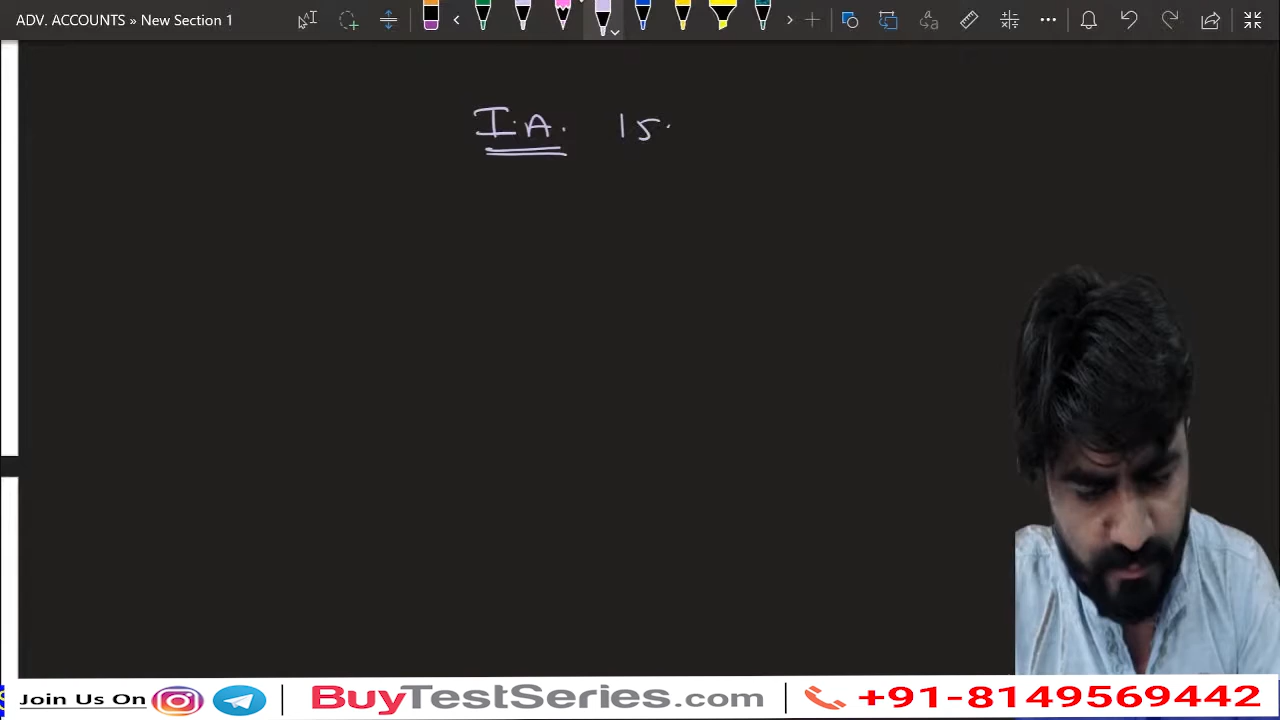 ADV. ACCOUNTS » New Section 1
I.A. 15.
Join Us On BuyTestSeries.com +91-8149569442